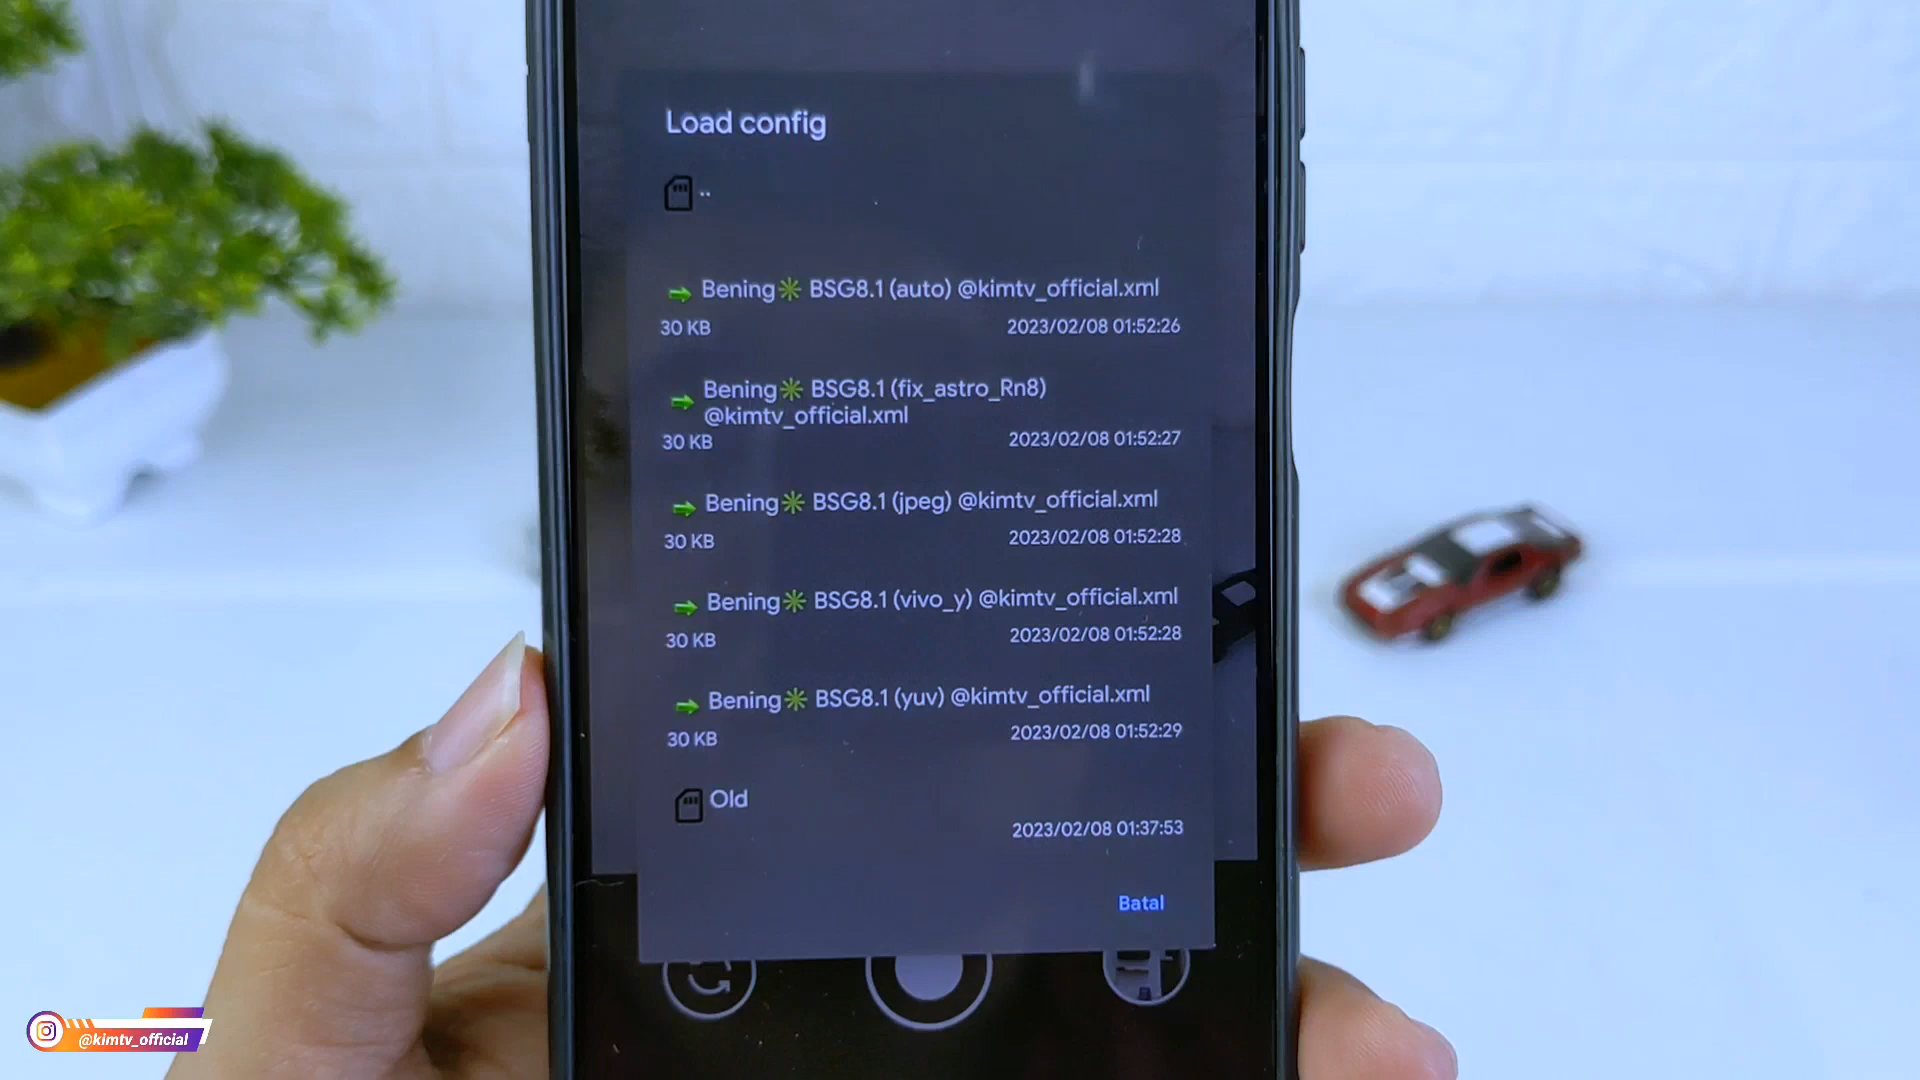 Load config
..
Bening✳ BSG8.1 (auto) @kimtv_official.xml
30 KB 2023/02/08 01:52:26
Bening✳ BSG8.1 (fix_astro_Rn8)
@kimtv_official.xml
30 KB 2023/02/08 01:52:27
Bening✳ BSG8.1 (jpeg) @kimtv_official.xml
30 KB 2023/02/08 01:52:28
Bening✳ BSG8.1 (vivo_y) @kimtv_official.xml
30 KB 2023/02/08 01:52:28
Bening✳ BSG8.1 (yuv) @kimtv_official.xml
30 KB 2023/02/08 01:52:29
Old
2023/02/08 01:37:53
Batal
@kimtv_official